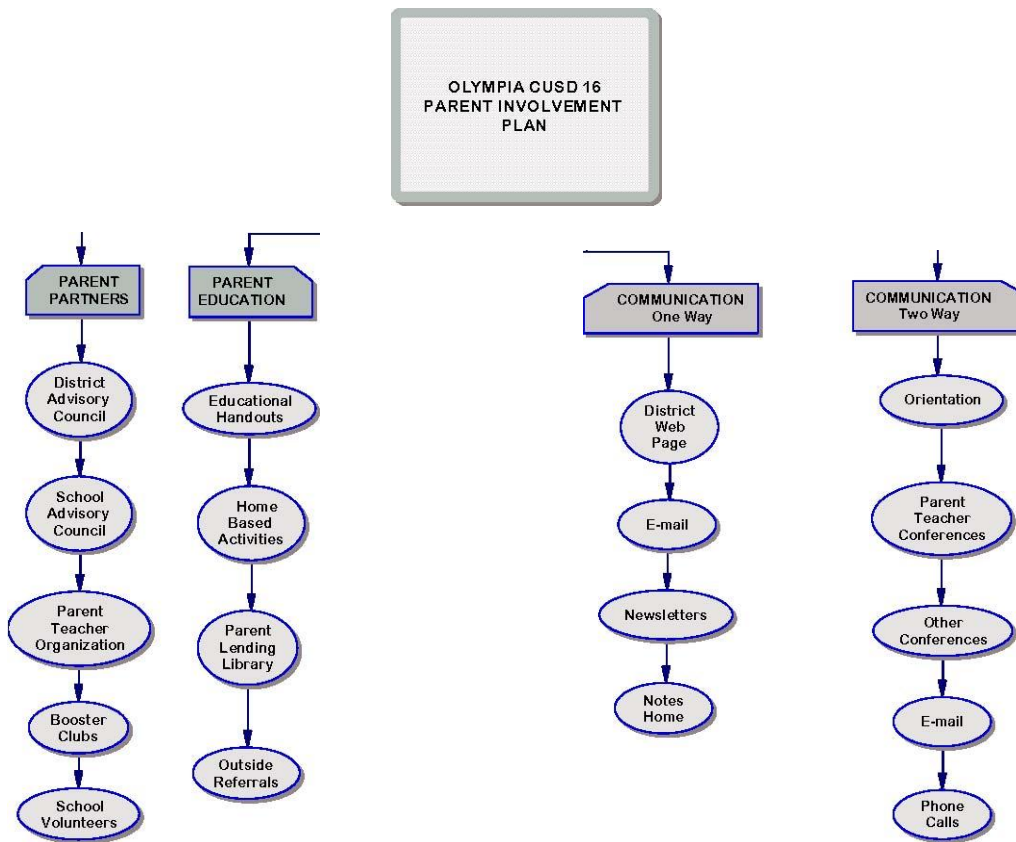 OLYMPIA CUSD 16
PARENT INVOLVEMENT
PLAN
PARENT
PARTNERS
District
Advisory
Council
School
Advisory
Council
Parent
Teacher
Organization
Booster
Clubs
School
Volunteers
PARENT
EDUCATION
Educational
Handouts
Home
Based
Activities
Parent
Lending
Library
Outside
Referrals
COMMUNICATION
One Way
District
Web
Page
E-mail
Newsletters
Notes
Home
COMMUNICATION
Two Way
Orientation
Parent
Teacher
Conferences
Other
Conferences
E-mail
Phone
Calls